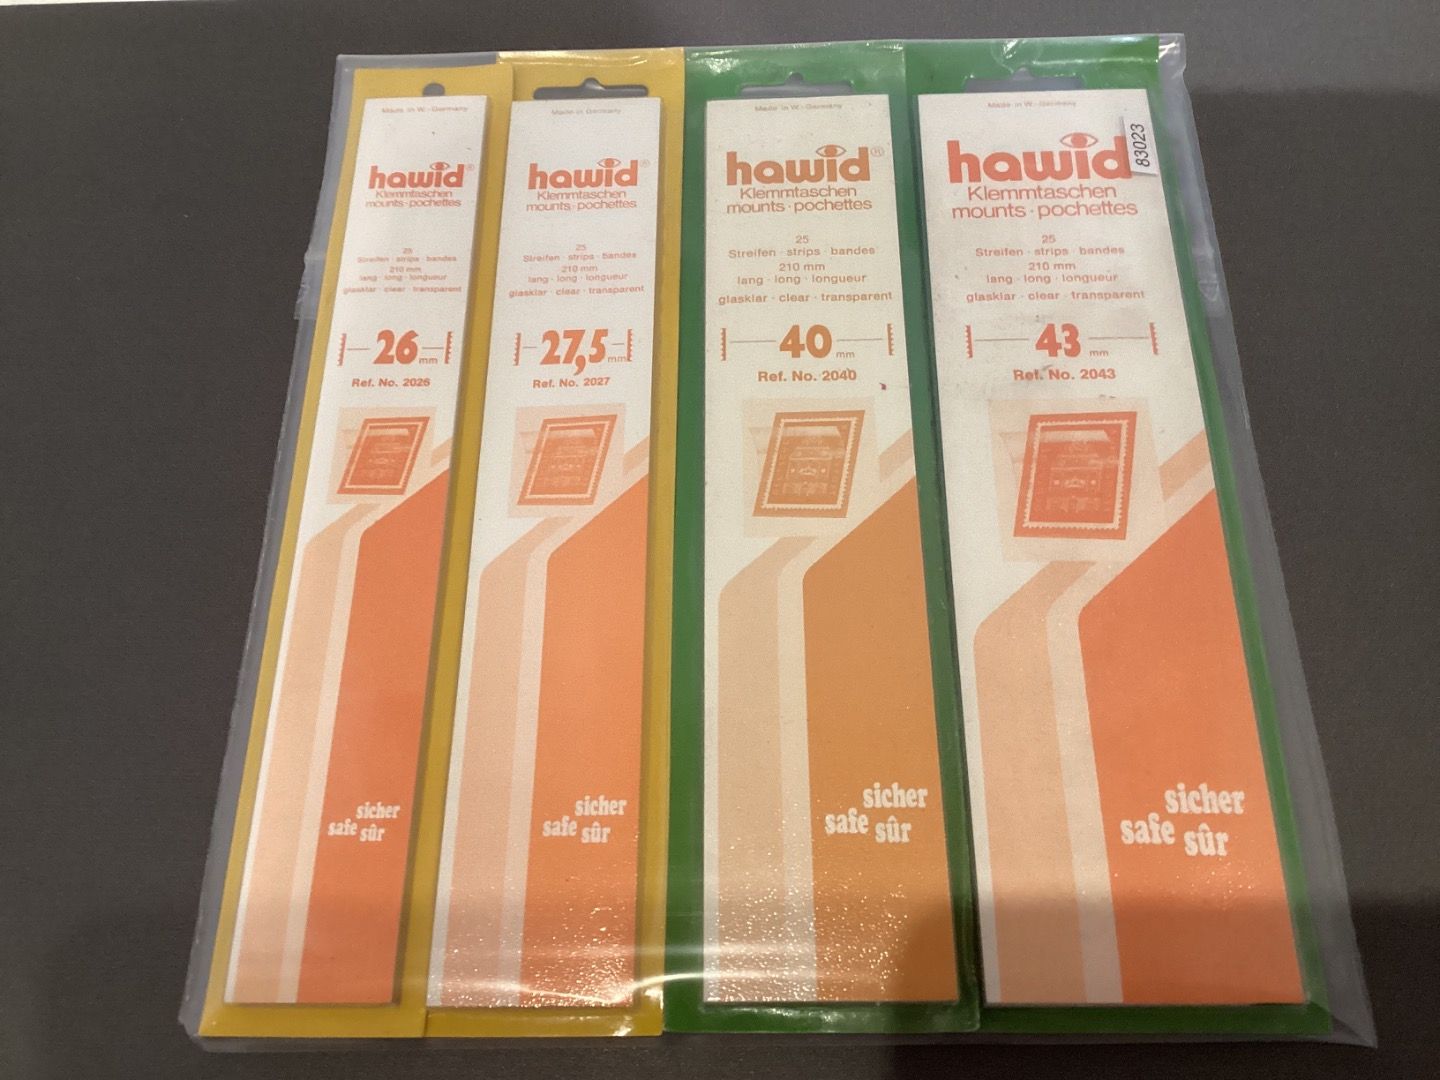 Made in W.-Germany
hawid®
Klemmtaschen
mounts · pochettes
25
Streifen · strips · bandes
210 mm
lang · long · longueur
glasklar · clear · transparent
26 mm
Ref. No. 2026
sicher
safe sûr
Made in Germany
hawid®
Klemmtaschen
mounts · pochettes
25
Streifen · strips · bandes
210 mm
lang · long · longueur
glasklar · clear · transparent
27,5 mm
Ref. No. 2027
sicher
safe sûr
Made in W.-Germany
hawid®
Klemmtaschen
mounts · pochettes
25
Streifen · strips · bandes
210 mm
lang · long · longueur
glasklar · clear · transparent
40 mm
Ref. No. 2040
sicher
safe sûr
Made in W.-Germany
hawid
83023
Klemmtaschen
mounts · pochettes
25
Streifen · strips · bandes
210 mm
lang · long · longueur
glasklar · clear · transparent
43 mm
Ref. No. 2043
sicher
safe sûr